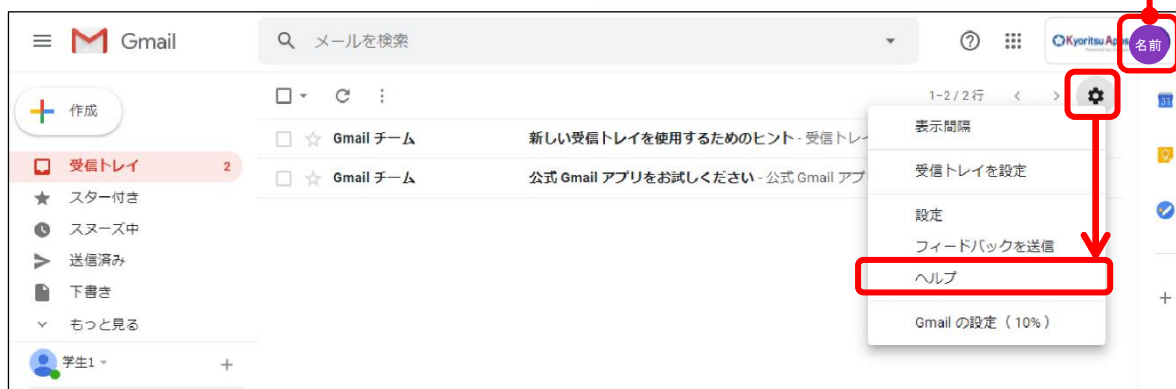 Gmail
メールを検索
Kyoritsu Apps
名前
作成
1-2 / 2 行
受信トレイ 2
スター付き
スヌーズ中
送信済み
下書き
もっと見る
学生1
Gmail チーム 新しい受信トレイを使用するためのヒント - 受信トレイ
Gmail チーム 公式 Gmail アプリをお試しください - 公式 Gmail アプ
表示間隔
受信トレイを設定
設定
フィードバックを送信
ヘルプ
Gmail の設定（10%）
31